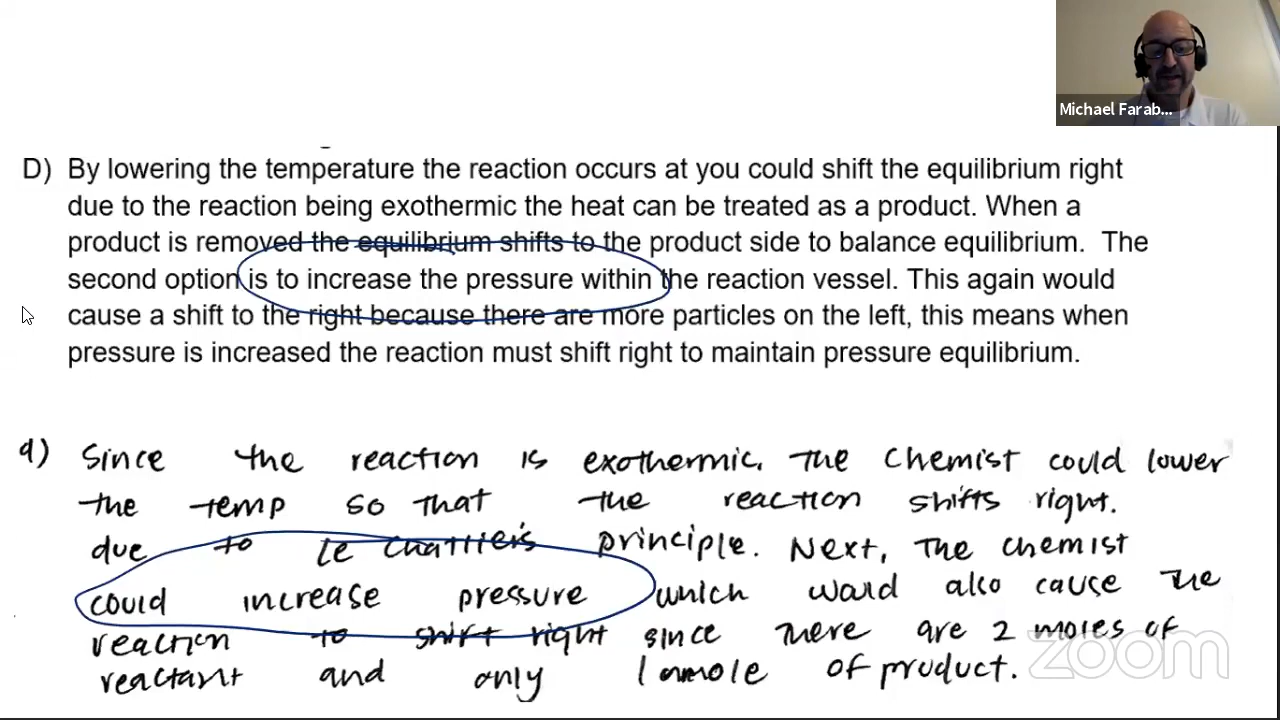 Michael Farab...
D) By lowering the temperature the reaction occurs at you could shift the equilibrium right
due to the reaction being exothermic the heat can be treated as a product. When a
product is removed the equilibrium shifts to the product side to balance equilibrium. The
second option is to increase the pressure within the reaction vessel. This again would
cause a shift to the right because there are more particles on the left, this means when
pressure is increased the reaction must shift right to maintain pressure equilibrium.
d) Since the reaction is exothermic. The chemist could lower
the temp so that the reaction shifts right.
due to Le Chatlier's principle. Next, the chemist
could increase pressure which would also cause the
reaction to shift right since there are 2 moles of
reactant and only 1 mole of product.
zoom